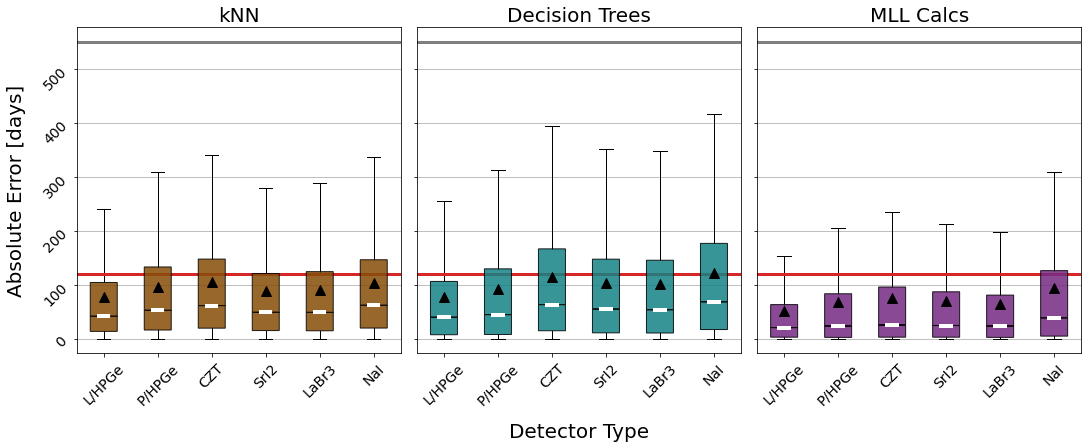 kNN
Decision Trees
MLL Calcs
Absolute Error [days]
500
400
300
200
100
0
L/HPGe
P/HPGe
CZT
SrI2
LaBr3
NaI
L/HPGe
P/HPGe
CZT
SrI2
LaBr3
NaI
L/HPGe
P/HPGe
CZT
SrI2
LaBr3
NaI
Detector Type